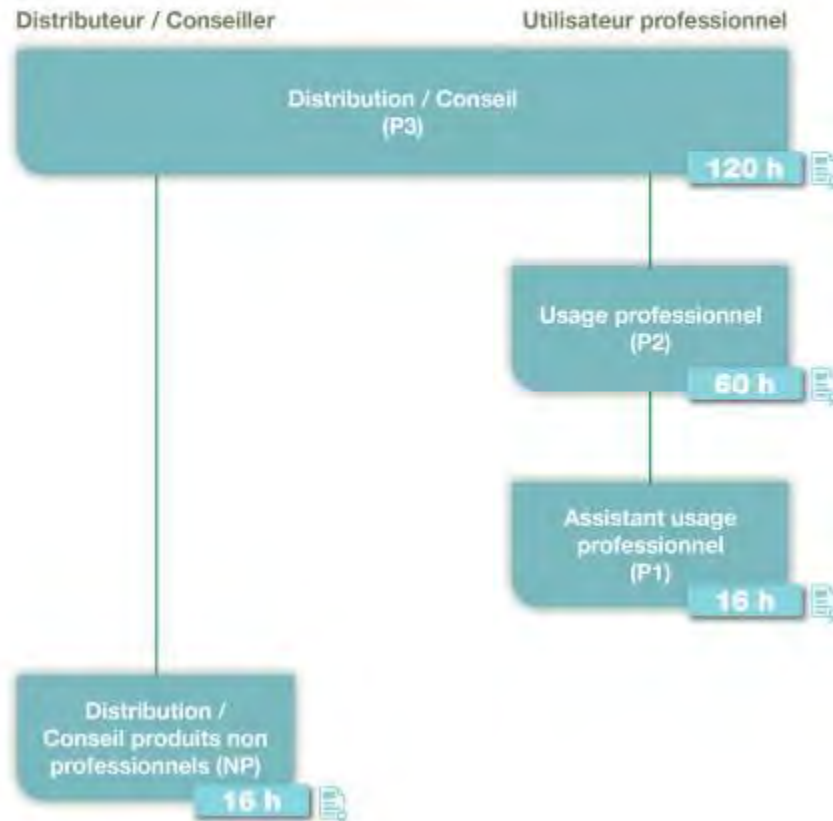 Distributeur / Conseiller
Utilisateur professionnel
Distribution / Conseil
(P3)
120 h
Usage professionnel
(P2)
60 h
Assistant usage
professionnel
(P1)
16 h
Distribution /
Conseil produits non
professionnels (NP)
16 h